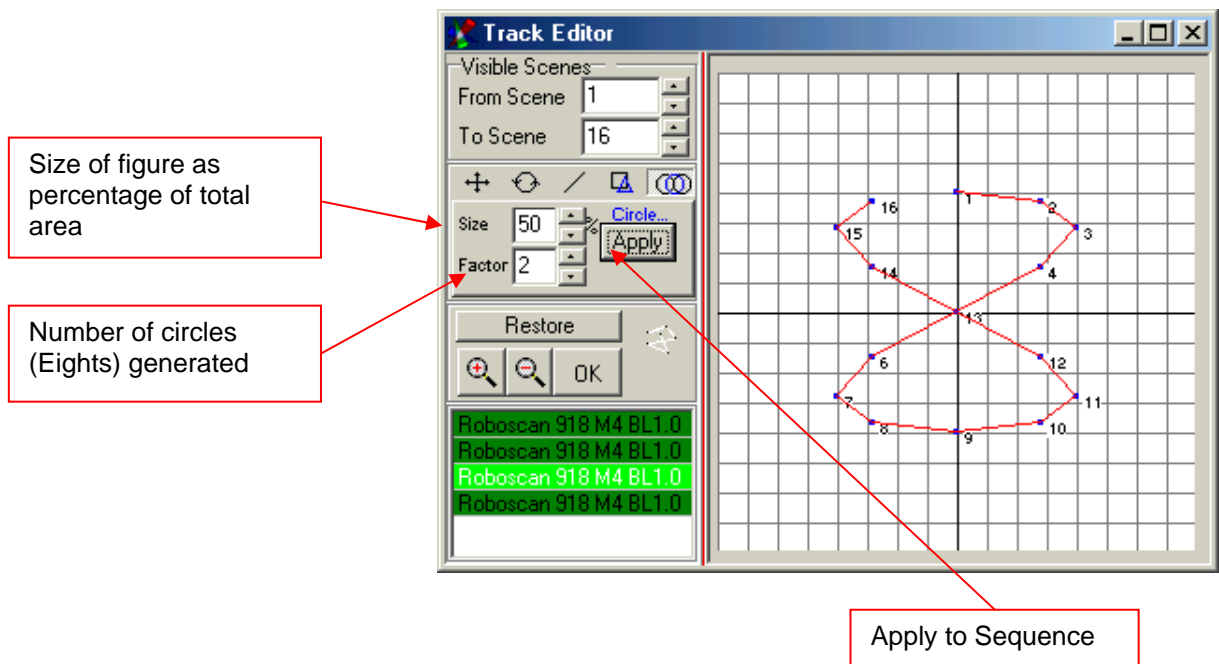 Track Editor
Visible Scenes
From Scene 1
To Scene 16
Size 50 % Circle...
Apply
Factor 2
Restore
OK
Roboscan 918 M4 BL1.0
Roboscan 918 M4 BL1.0
Roboscan 918 M4 BL1.0
Roboscan 918 M4 BL1.0
1
2
16
15
3
14
4
13
6
12
7
11
8
9
10
Size of figure as
percentage of total
area
Number of circles
(Eights) generated
Apply to Sequence